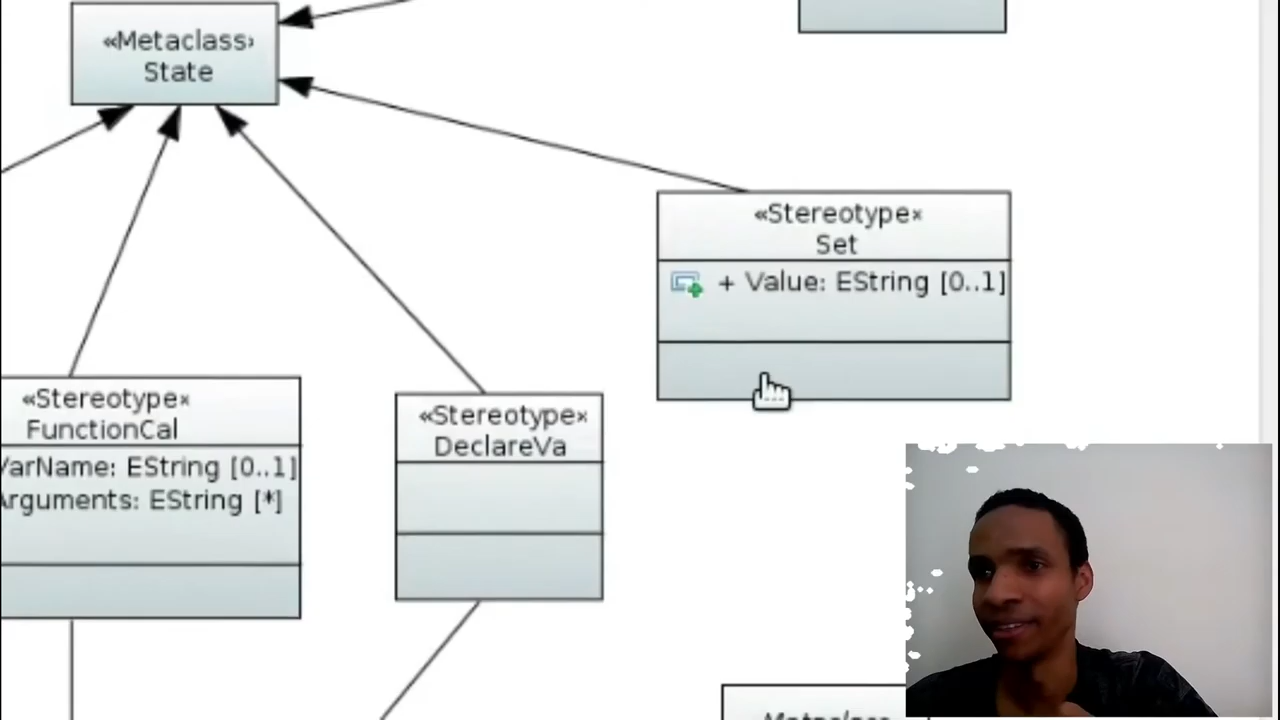 «Metaclass»
State
«Stereotype»
Set
+ Value: EString [0..1]
«Stereotype»
FunctionCal
VarName: EString [0..1]
Arguments: EString [*]
«Stereotype»
DeclareVa